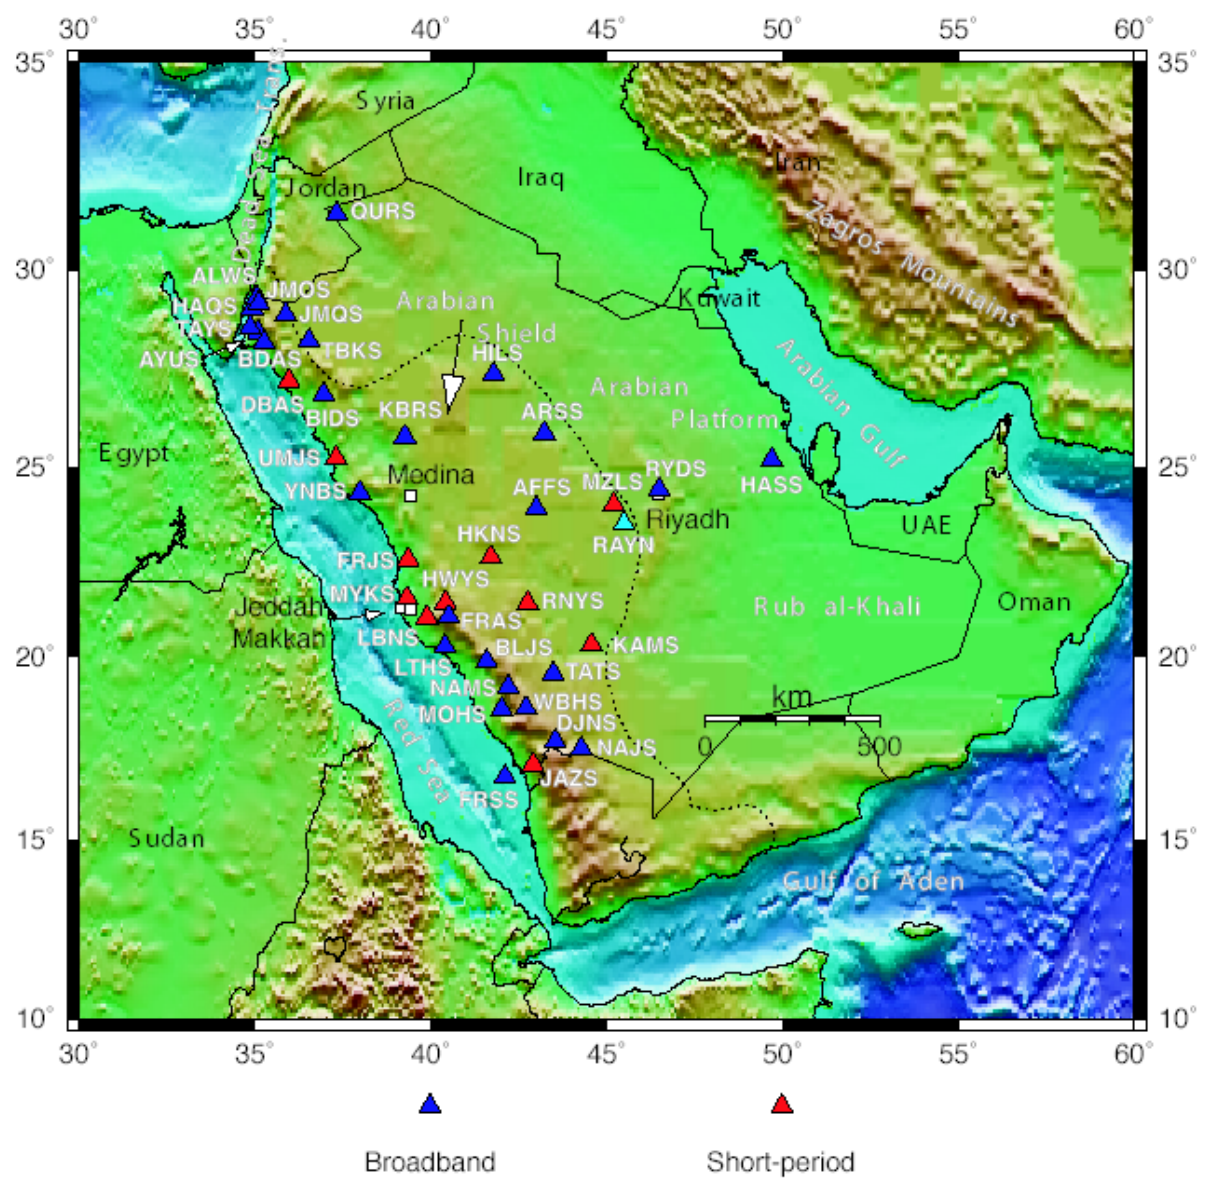 30 35° 40° 45° 50° 55° 60°
35° 35°
Syria
Iran
Iraq
Jordan
QURS
Dead Sea Trans.
Zagros Mountains
30° 30°
ALWS
JMOS
HAQS
JMQS
TAYS
AYUS
BDAS
TBKS
Arabian
Shield
Kuwait
HILS
Arabian
Platform
Arabian Gulf
DBAS
BIDS
KBRS
ARSS
Egypt
25° 25°
UMJS
Medina
YNBS
AFFS
MZLS
RYDS
HASS
Riyadh
RAYN
UAE
HKNS
FRJS
HWYS
MYKS
Jeddah
Makkah
RNYS
FRAS
Rub al-Khali
Oman
LBNS
BLJS
KAMS
20° 20°
LTHS
TATS
NAMS
WBHS
MOHS
DJNS
NAJS
km
0 500
Red Sea
JAZS
FRSS
Sudan
15° 15°
Gulf of Aden
10° 10°
30° 35° 40° 45° 50° 55° 60°
Broadband Short-period